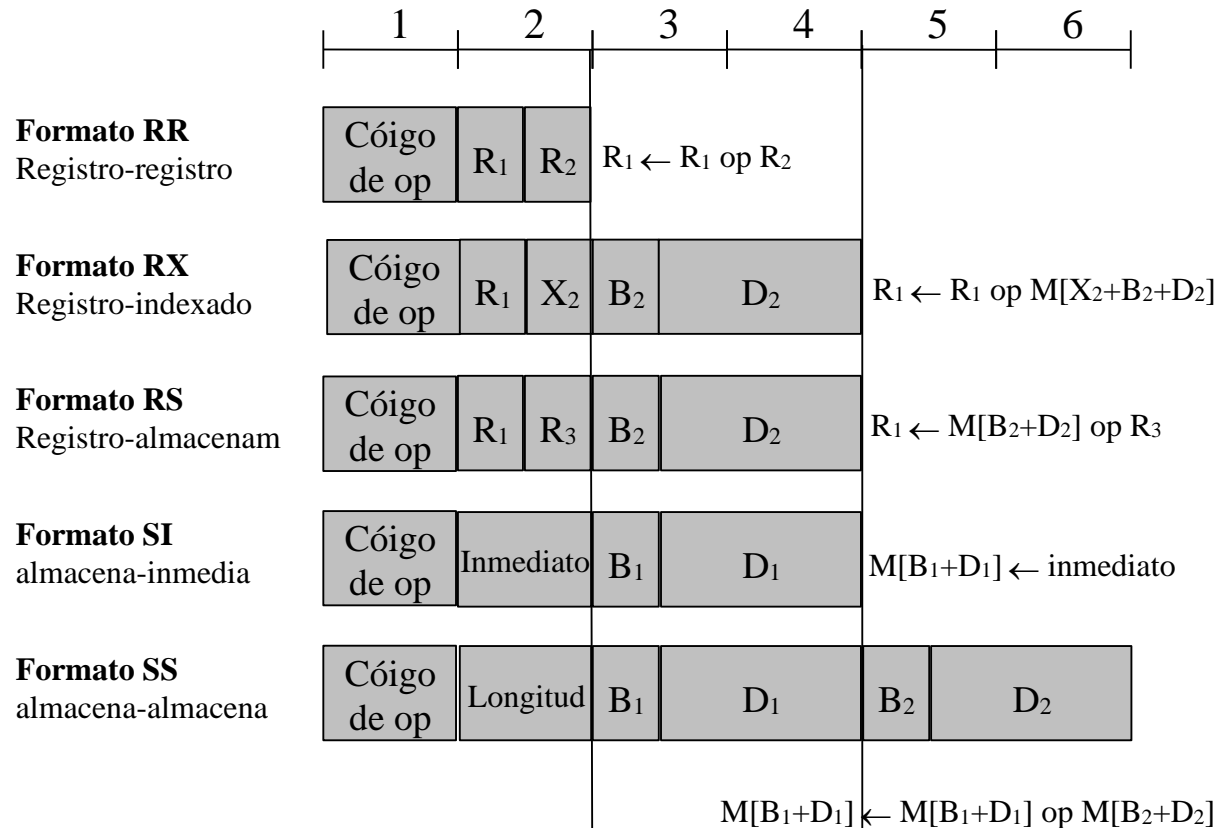 1 2 3 4 5 6
Formato RR
Registro-registro
Cóigo
de op
R1
R2
R1 ← R1 op R2
Formato RX
Registro-indexado
Cóigo
de op
R1
X2
B2
D2
R1 ← R1 op M[X2+B2+D2]
Formato RS
Registro-almacenam
Cóigo
de op
R1
R3
B2
D2
R1 ← M[B2+D2] op R3
Formato SI
almacena-inmedia
Cóigo
de op
Inmediato
B1
D1
M[B1+D1] ← inmediato
Formato SS
almacena-almacena
Cóigo
de op
Longitud
B1
D1
B2
D2
M[B1+D1] ← M[B1+D1] op M[B2+D2]